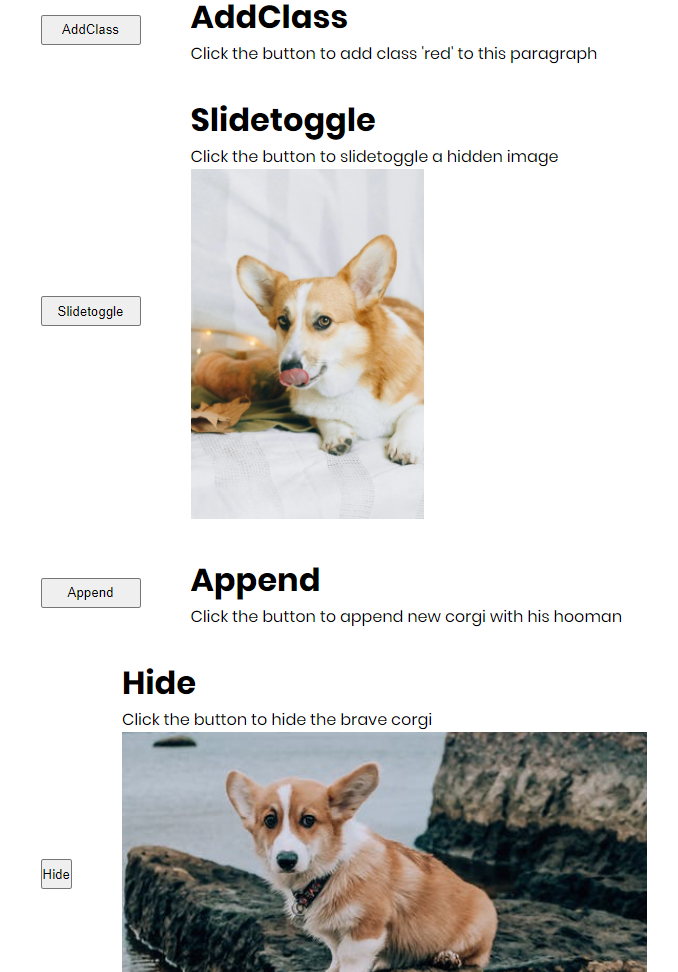 AddClass
AddClass
Click the button to add class 'red' to this paragraph
Slidetoggle
Click the button to slidetoggle a hidden image
Slidetoggle
Append
Append
Click the button to append new corgi with his hooman
Hide
Click the button to hide the brave corgi
Hide